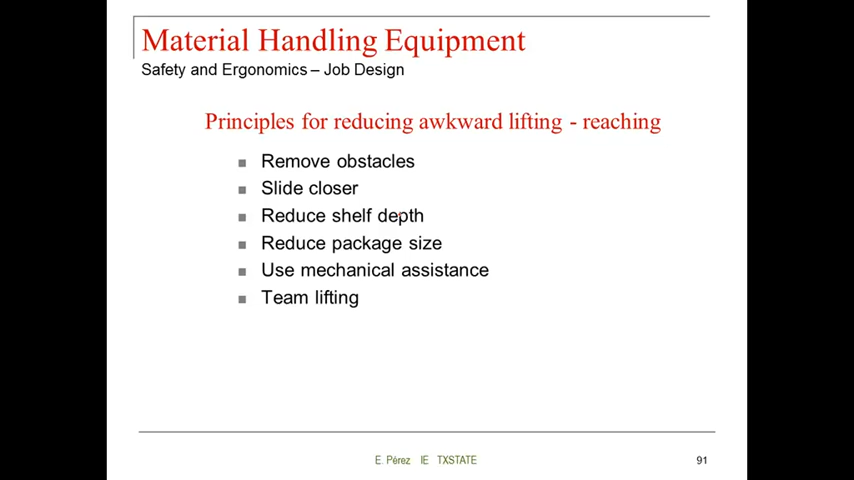 Material Handling Equipment
Safety and Ergonomics – Job Design
Principles for reducing awkward lifting - reaching
Remove obstacles
Slide closer
Reduce shelf depth
Reduce package size
Use mechanical assistance
Team lifting
E. Pérez IE TXSTATE
91